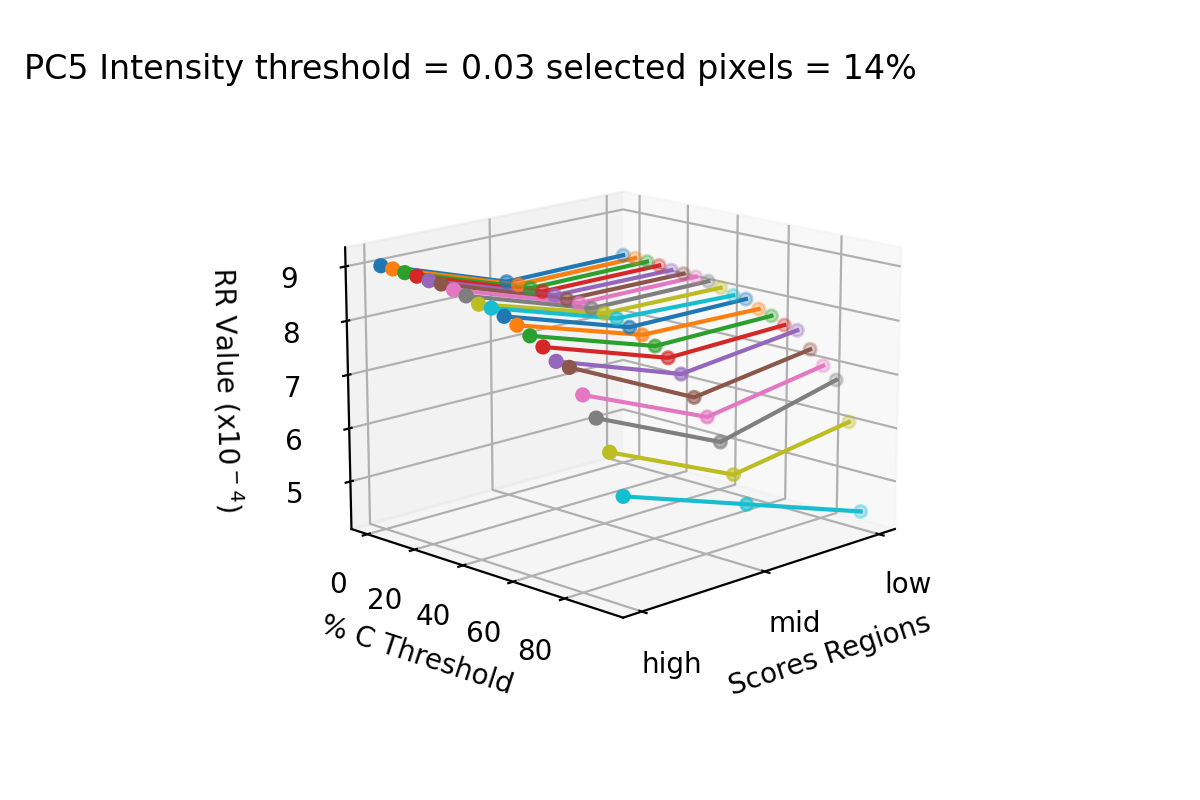 PC5 Intensity threshold = 0.03 selected pixels = 14%
RR Value (x10⁻⁴)
9
8
7
6
5
0
20
40
60
80
% C Threshold
high
mid
low
Scores Regions